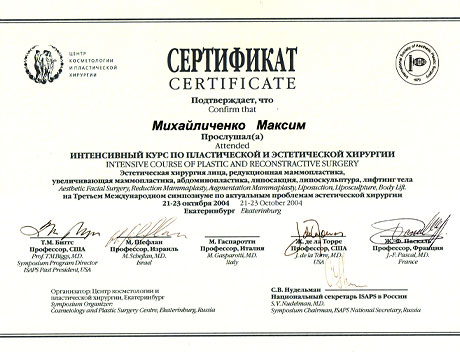 ЦЕНТР
КОСМЕТОЛОГИИ
И ПЛАСТИЧЕСКОЙ
ХИРУРГИИ
СЕРТИФИКАТ
CERTIFICATE
Подтверждает, что
Confirm that
Михайличенко Максим
Прослушал(а)
Attended
ИНТЕНСИВНЫЙ КУРС ПО ПЛАСТИЧЕСКОЙ И ЭСТЕТИЧЕСКОЙ ХИРУРГИИ
INTENSIVE COURSE OF PLASTIC AND RECONSTRACTIVE SURGERY
Эстетическая хирургия лица, редукционная маммопластика,
увеличивающая маммопластика, абдоминопластика, липосакция, липоскульптура, лифтинг тела
Aesthetic Facial Surgery, Reduction Mammaplasty, Augmentation Mammaplasty, Liposuction, Liposculpture, Body Lift.
на Третьем Международном симпозиуме по актуальным проблемам эстетической хирургии
21-23 октября 2004 21-23 October 2004
Екатеринбург Ekaterinburg
Т.М. Биггс М. Шефлан М. Гаспаротти Ж. де ла Торре Ж.-Ф. Паскаль
Профессор, США Профессор, Израиль Профессор, Италия Профессор, США Профессор, Франция
Prof. T.M.Biggs, M.D. M. Scheflan, M.D. M. Gasparotti, M.D. J. de la Torre, M.D. J.-F. Pascal, M.D.
Symposium Program Director Israel Italy USA France
ISAPS Past President, USA
Организатор: Центр косметологии и
пластической хирургии, Екатеринбург
Symposium Organizer:
Cosmetology and Plastic Surgery Centre, Ekaterinburg, Russia
С.В. Нудельман
Национальный секретарь ISAPS в России
S. V. Nudelman, M.D.
Symposium Chairman, ISAPS National Secretary, Russia